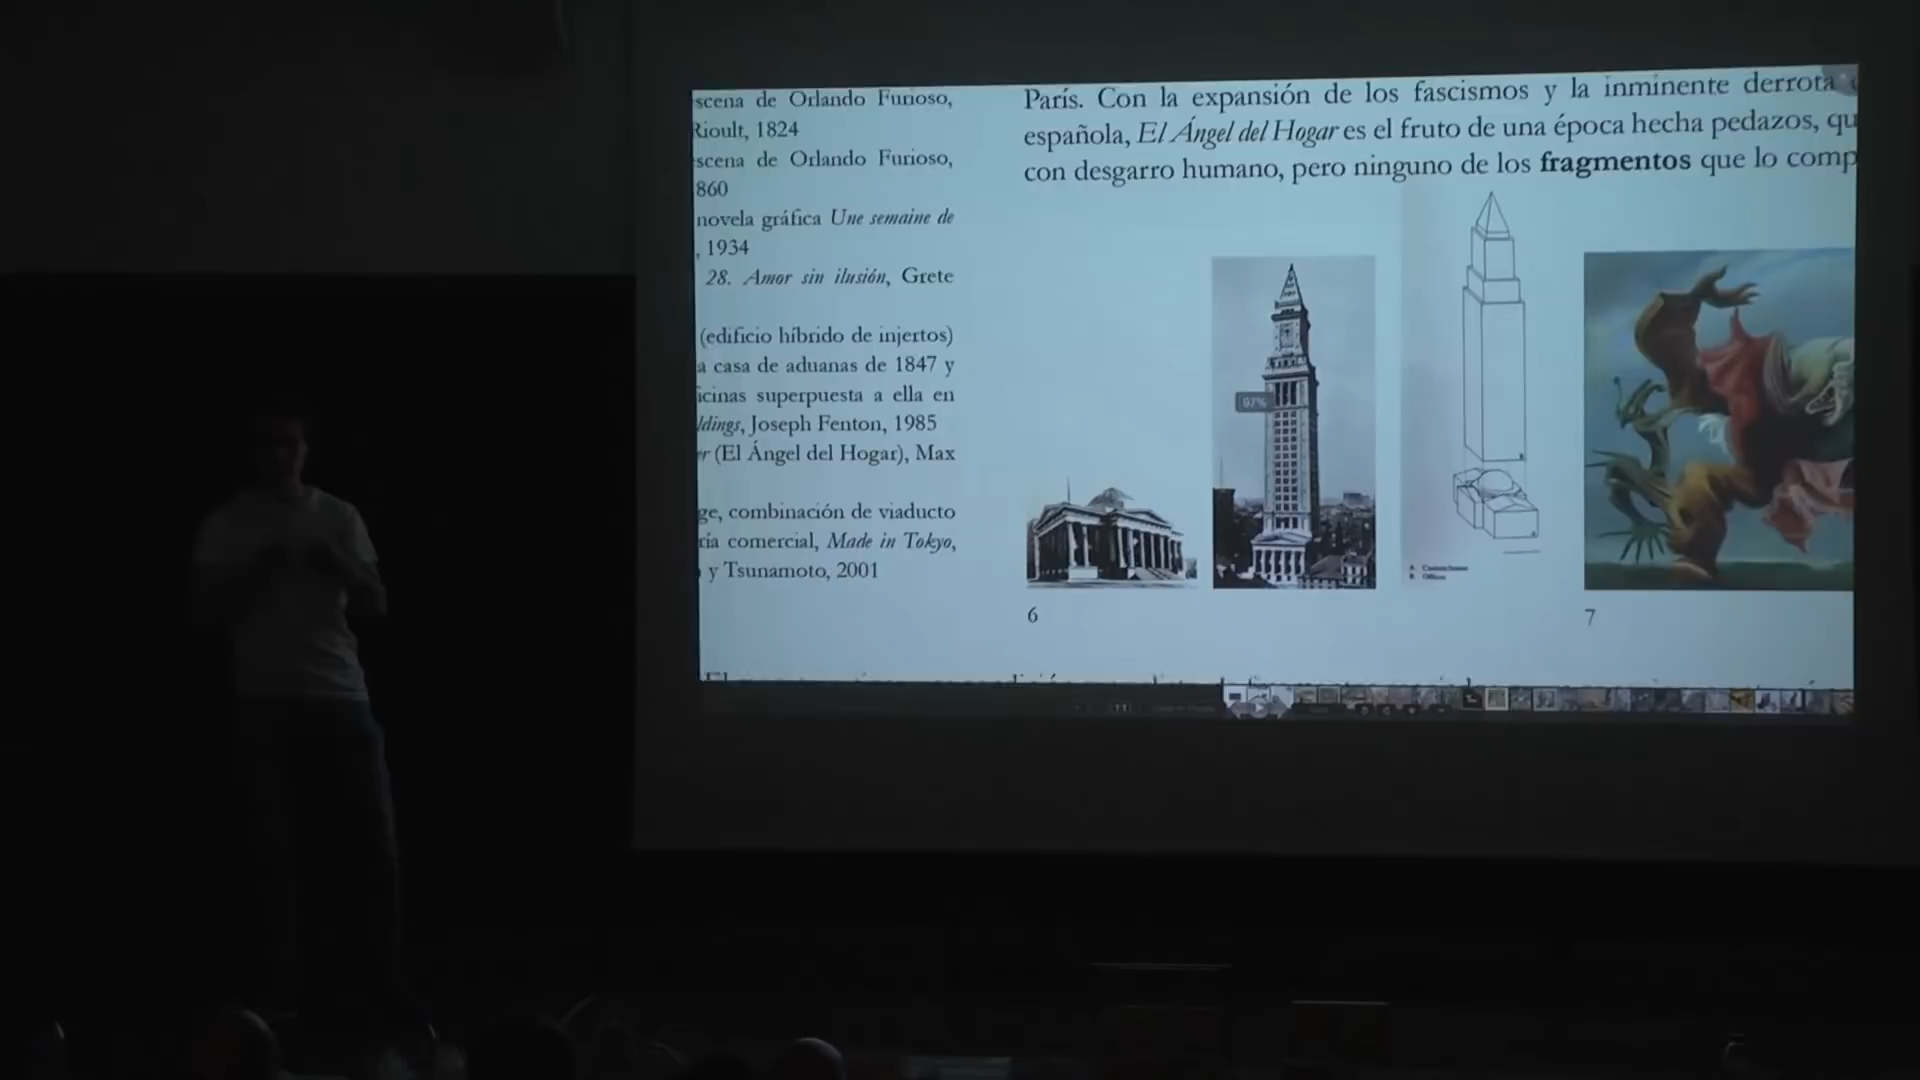 scena de Orlando Furioso,
Rioult, 1824
scena de Orlando Furioso,
860
novela gráfica Une semaine de
, 1934
28. Amor sin ilusión, Grete
(edificio híbrido de injertos)
a casa de aduanas de 1847 y
icinas superpuesta a ella en
ldings, Joseph Fenton, 1985
er (El Ángel del Hogar), Max
ge, combinación de viaducto
ría comercial, Made in Tokyo,
y Tsunamoto, 2001
París. Con la expansión de los fascismos y la inminente derrota
española, El Ángel del Hogar es el fruto de una época hecha pedazos, qu
con desgarro humano, pero ninguno de los fragmentos que lo comp
97%
6
7